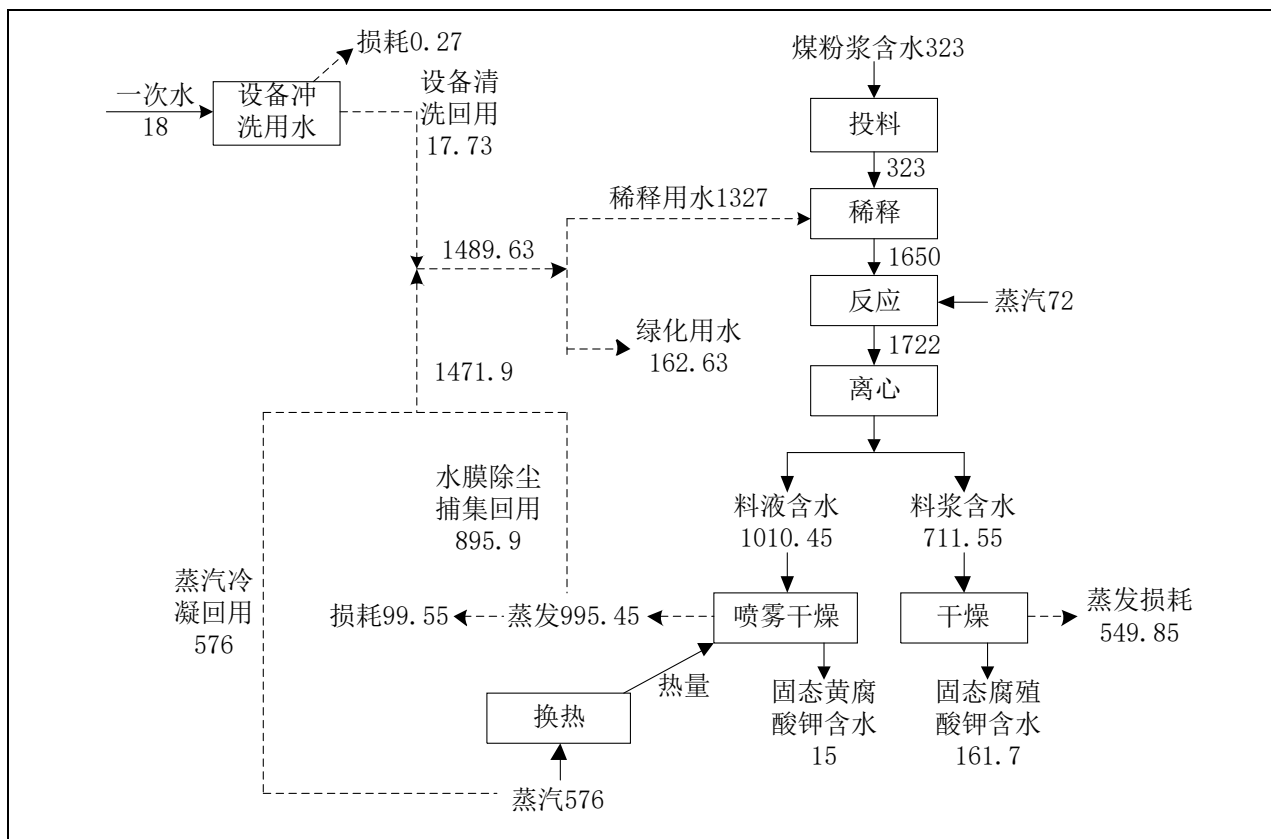 损耗0.27
一次水
18
设备冲
洗用水
设备清
洗回用
17.73
煤粉浆含水323
投料
323
稀释用水1327
稀释
1489.63
1650
反应
蒸汽72
绿化用水
162.63
1722
1471.9
离心
水膜除尘
捕集回用
895.9
料液含水
1010.45
料浆含水
711.55
蒸汽冷
凝回用
576
损耗99.55
蒸发995.45
喷雾干燥
干燥
蒸发损耗
549.85
热量
换热
固态黄腐
酸钾含水
15
固态腐殖
酸钾含水
161.7
蒸汽576